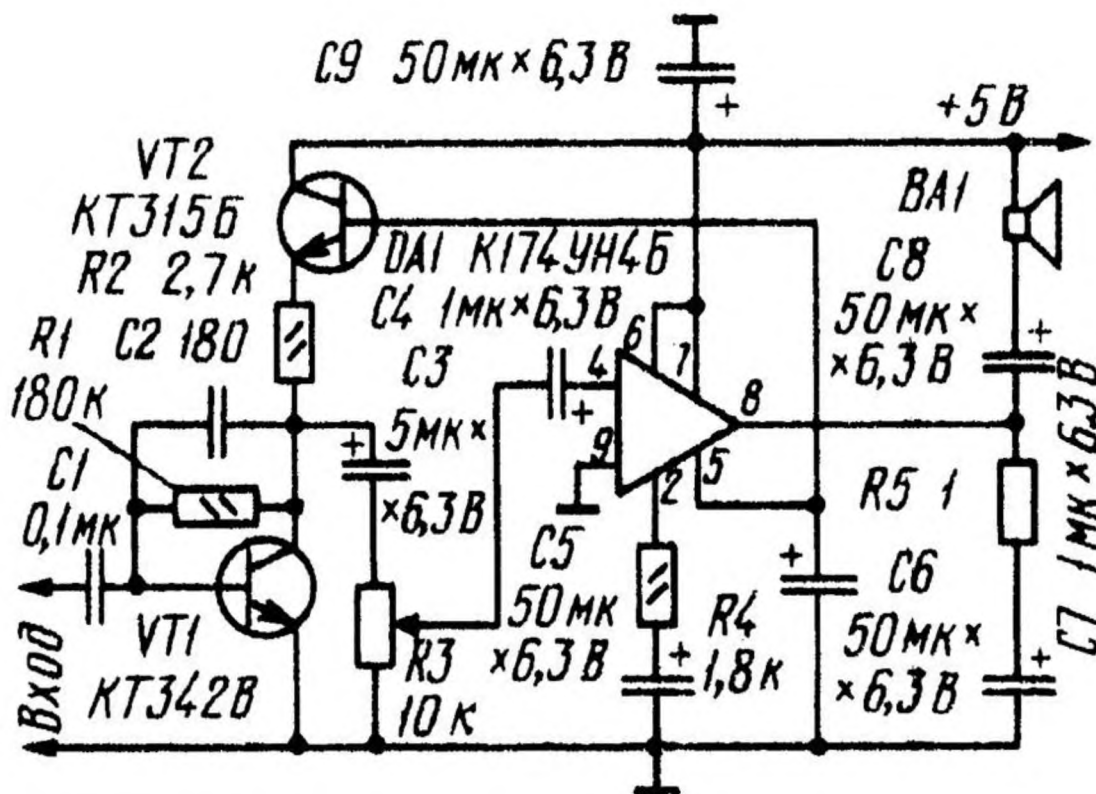 C9 50мк×6,3В
+5В
VT2
КТ315Б
R2 2,7к
DA1 К174УН4Б
BA1
C4 1мк×6,3В
C8
50мк×
×6,3В
R1
180к
C2 180
C3
5мк×
×6,3В
6
1
4
9
8
2
5
C1
0,1мк
R5 1
C7 1мк×6,3В
C5
50мк
×6,3В
C6
50мк×
×6,3В
R4
1,8к
Вход
VT1
КТ342В
R3
10к